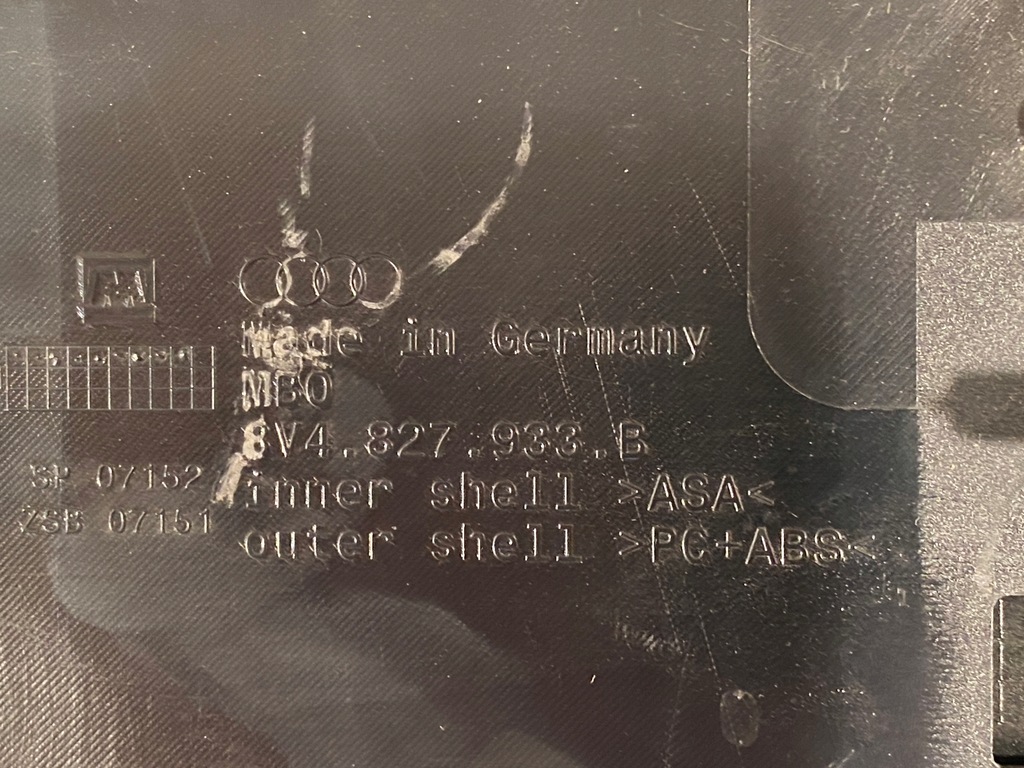 Made in Germany
MBO
8V4.827.933.B
SP 07152
inner shell >ASA<
ZSB 07151
outer shell >PC+ABS<